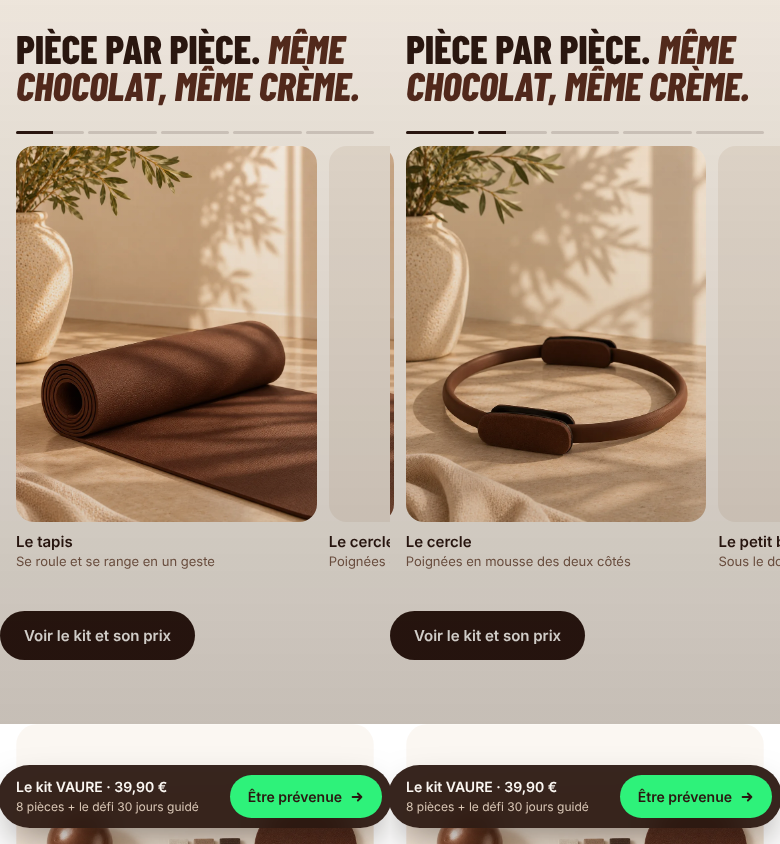 PIÈCE PAR PIÈCE. MÊME
CHOCOLAT, MÊME CRÈME.
Le tapis
Se roule et se range en un geste
Le cercle
Poignées
Voir le kit et son prix
Le kit VAURE · 39,90 €
8 pièces + le défi 30 jours guidé
Être prévenue →
PIÈCE PAR PIÈCE. MÊME
CHOCOLAT, MÊME CRÈME.
Le cercle
Poignées en mousse des deux côtés
Le petit
Sous le
Voir le kit et son prix
Le kit VAURE · 39,90 €
8 pièces + le défi 30 jours guidé
Être prévenue →